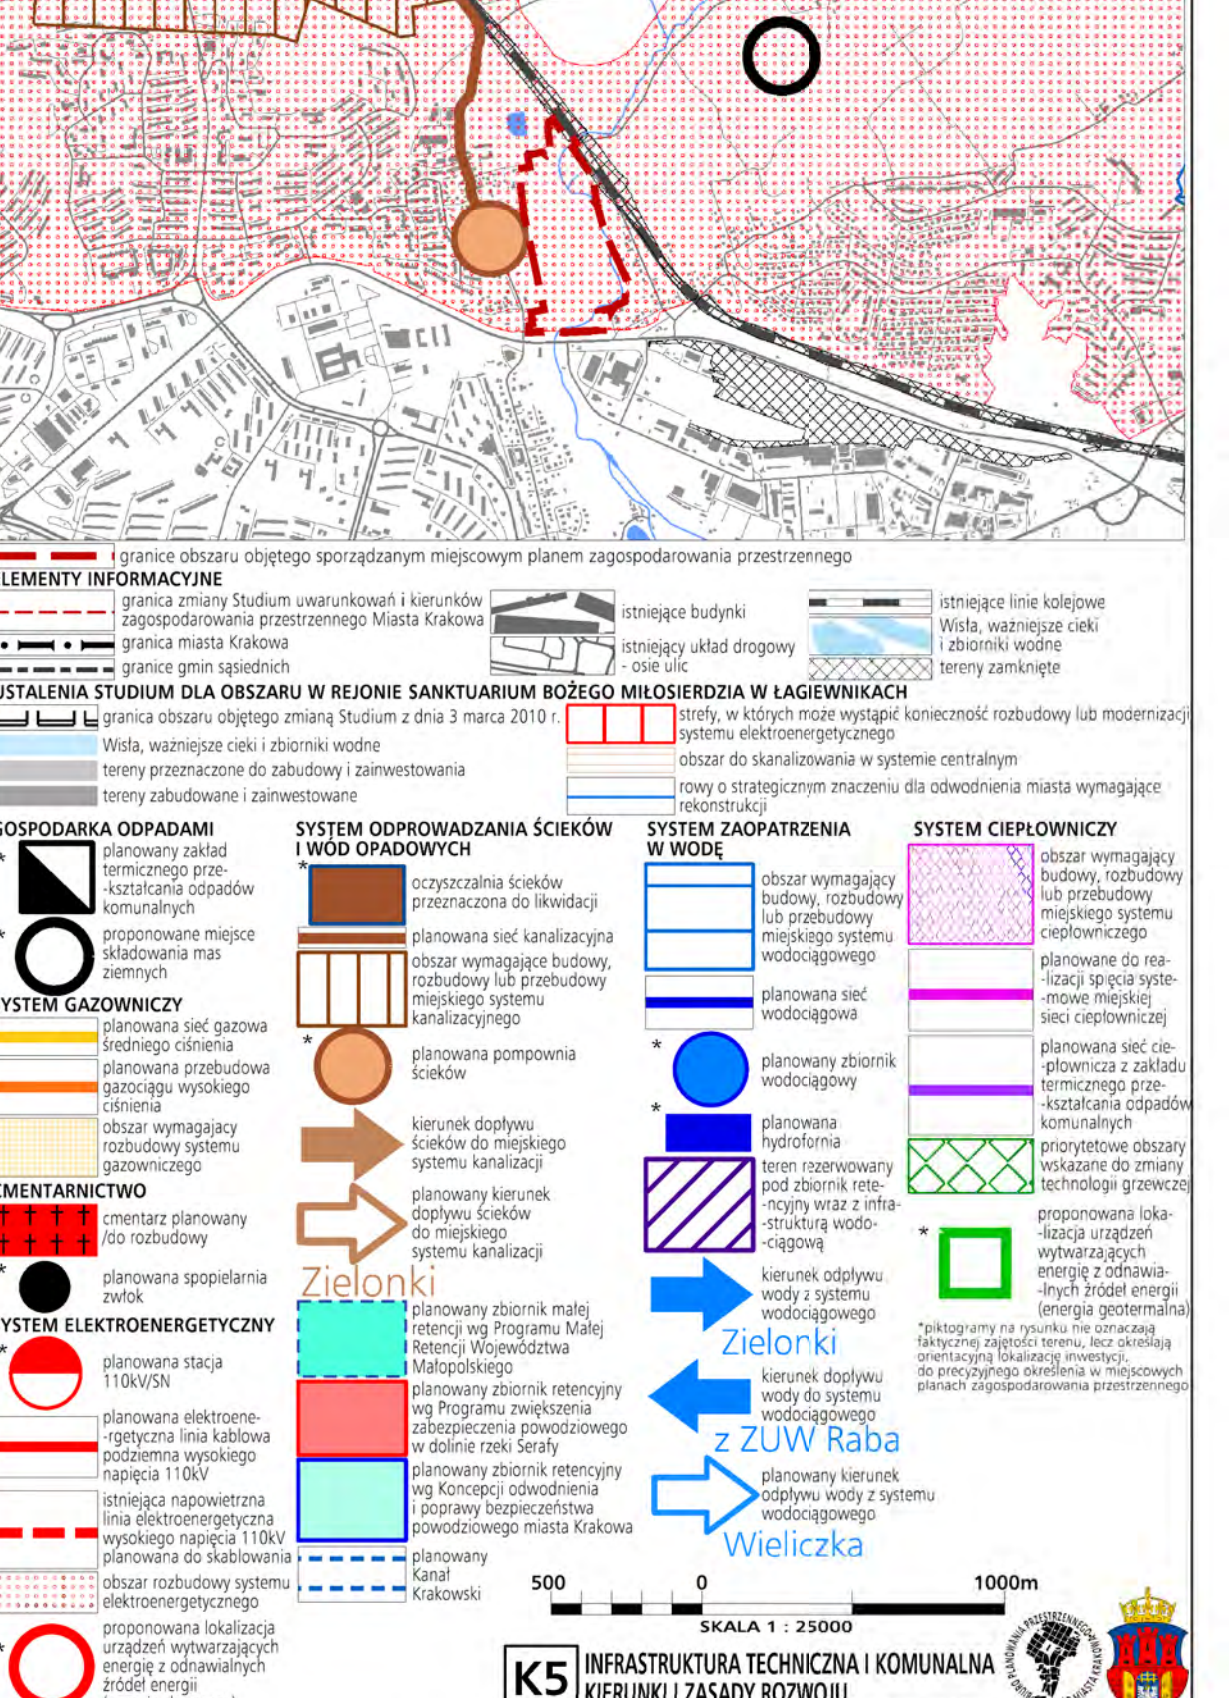 granice obszaru objętego sporządzanym miejscowym planem zagospodarowania przestrzennego
LEMENTY INFORMACYJNE
granica zmiany Studium uwarunkowań i kierunków
zagospodarowania przestrzennego Miasta Krakowa
granica miasta Krakowa
granice gmin sąsiednich
istniejące budynki
istniejący układ drogowy
- osie ulic
istniejące linie kolejowe
Wisła, ważniejsze cieki
i zbiorniki wodne
tereny zamknięte
USTALENIA STUDIUM DLA OBSZARU W REJONIE SANKTUARIUM BOŻEGO MIŁOSIERDZIA W ŁAGIEWNIKACH
granica obszaru objętego zmianą Studium z dnia 3 marca 2010 r.
Wisła, ważniejsze cieki i zbiorniki wodne
tereny przeznaczone do zabudowy i zainwestowania
tereny zabudowane i zainwestowane
strefy, w których może wystąpić konieczność rozbudowy lub modernizacji
systemu elektroenergetycznego
obszar do skanalizowania w systemie centralnym
rowy o strategicznym znaczeniu dla odwodnienia miasta wymagające
rekonstrukcji
GOSPODARKA ODPADAMI
*
planowany zakład
termicznego prze-
-kształcania odpadów
komunalnych
*
proponowane miejsce
składowania mas
ziemnych
SYSTEM GAZOWNICZY
planowana sieć gazowa
średniego ciśnienia
planowana przebudowa
gazociągu wysokiego
ciśnienia
obszar wymagajacy
rozbudowy systemu
gazowniczego
CMENTARNICTWO
cmentarz planowany
/do rozbudowy
*
planowana spopielarnia
zwłok
SYSTEM ELEKTROENERGETYCZNY
*
planowana stacja
110kV/SN
planowana elektroene-
-rgetyczna linia kablowa
podziemna wysokiego
napięcia 110kV
istniejąca napowietrzna
linia elektroenergetyczna
wysokiego napięcia 110kV
planowana do skablowania
obszar rozbudowy systemu
elektroenergetycznego
*
proponowana lokalizacja
urządzeń wytwarzających
energię z odnawialnych
źródeł energii
SYSTEM ODPROWADZANIA ŚCIEKÓW
I WÓD OPADOWYCH
*
oczyszczalnia ścieków
przeznaczona do likwidacji
planowana sieć kanalizacyjna
obszar wymagające budowy,
rozbudowy lub przebudowy
miejskiego systemu
kanalizacyjnego
*
planowana pompownia
ścieków
kierunek dopływu
ścieków do miejskiego
systemu kanalizacji
planowany kierunek
dopływu ścieków
do miejskiego
systemu kanalizacji
Zielonki
planowany zbiornik małej
retencji wg Programu Małej
Retencji Województwa
Małopolskiego
planowany zbiornik retencyjny
wg Programu zwiększenia
zabezpieczenia powodziowego
w dolinie rzeki Serafy
planowany zbiornik retencyjny
wg Koncepcji odwodnienia
i poprawy bezpieczeństwa
powodziowego miasta Krakowa
planowany
Kanał
Krakowski
SYSTEM ZAOPATRZENIA
W WODĘ
obszar wymagający
budowy, rozbudowy
lub przebudowy
miejskiego systemu
wodociągowego
planowana sieć
wodociągowa
*
planowany zbiornik
wodociągowy
*
planowana
hydrofornia
teren rezerwowany
pod zbiornik rete-
-ncyjny wraz z infra-
-strukturą wodo-
-ciągową
kierunek odpływu
wody z systemu
wodociągowego
Zielonki
kierunek dopływu
wody do systemu
wodociągowego
z ZUW Raba
planowany kierunek
odpływu wody z systemu
wodociągowego
Wieliczka
SYSTEM CIEPŁOWNICZY
obszar wymagający
budowy, rozbudowy
lub przebudowy
miejskiego systemu
ciepłowniczego
planowane do rea-
-lizacji spięcia syste-
-mowe miejskiej
sieci ciepłowniczej
planowana sieć cie-
-płownicza z zakładu
termicznego prze-
-kształcania odpadów
komunalnych
priorytetowe obszary
wskazane do zmiany
technologii grzewczej
*
proponowana loka-
-lizacja urządzeń
wytwarzających
energię z odnawia-
-lnych źródeł energii
(energia geotermalna)
*piktogramy na rysunku nie oznaczają
faktycznej zajętości terenu, lecz określają
orientacyjną lokalizację inwestycji,
do precyzyjnego określenia w miejscowych
planach zagospodarowania przestrzennego
500 0 1000m
SKALA 1 : 25000
K5
INFRASTRUKTURA TECHNICZNA I KOMUNALNA
KIERUNKI I ZASADY ROZWOJU